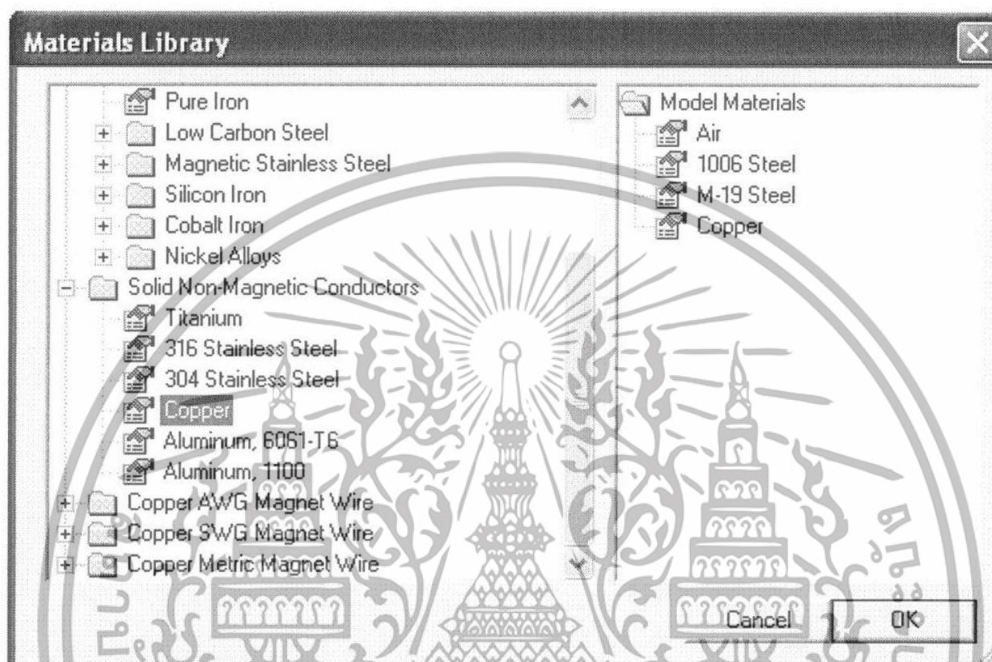 Materials Library
Pure Iron
Low Carbon Steel
Magnetic Stainless Steel
Silicon Iron
Cobalt Iron
Nickel Alloys
Solid Non-Magnetic Conductors
Titanium
316 Stainless Steel
304 Stainless Steel
Copper
Aluminum, 6061-T6
Aluminum, 1100
Copper AWG Magnet Wire
Copper SWG Magnet Wire
Copper Metric Magnet Wire
Model Materials
Air
1006 Steel
M-19 Steel
Copper
Cancel
OK